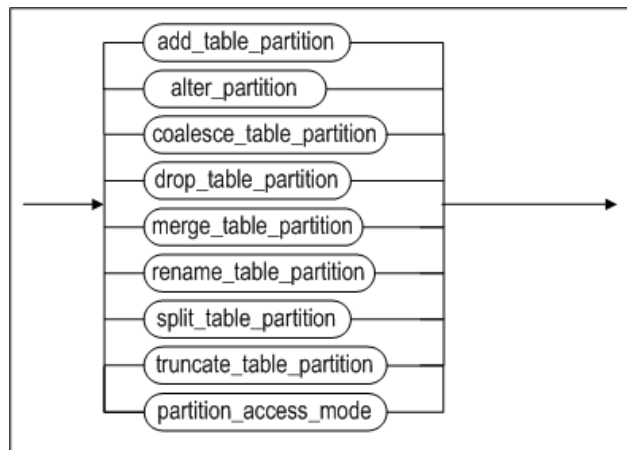 add_table_partition
alter_partition
coalesce_table_partition
drop_table_partition
merge_table_partition
rename_table_partition
split_table_partition
truncate_table_partition
partition_access_mode